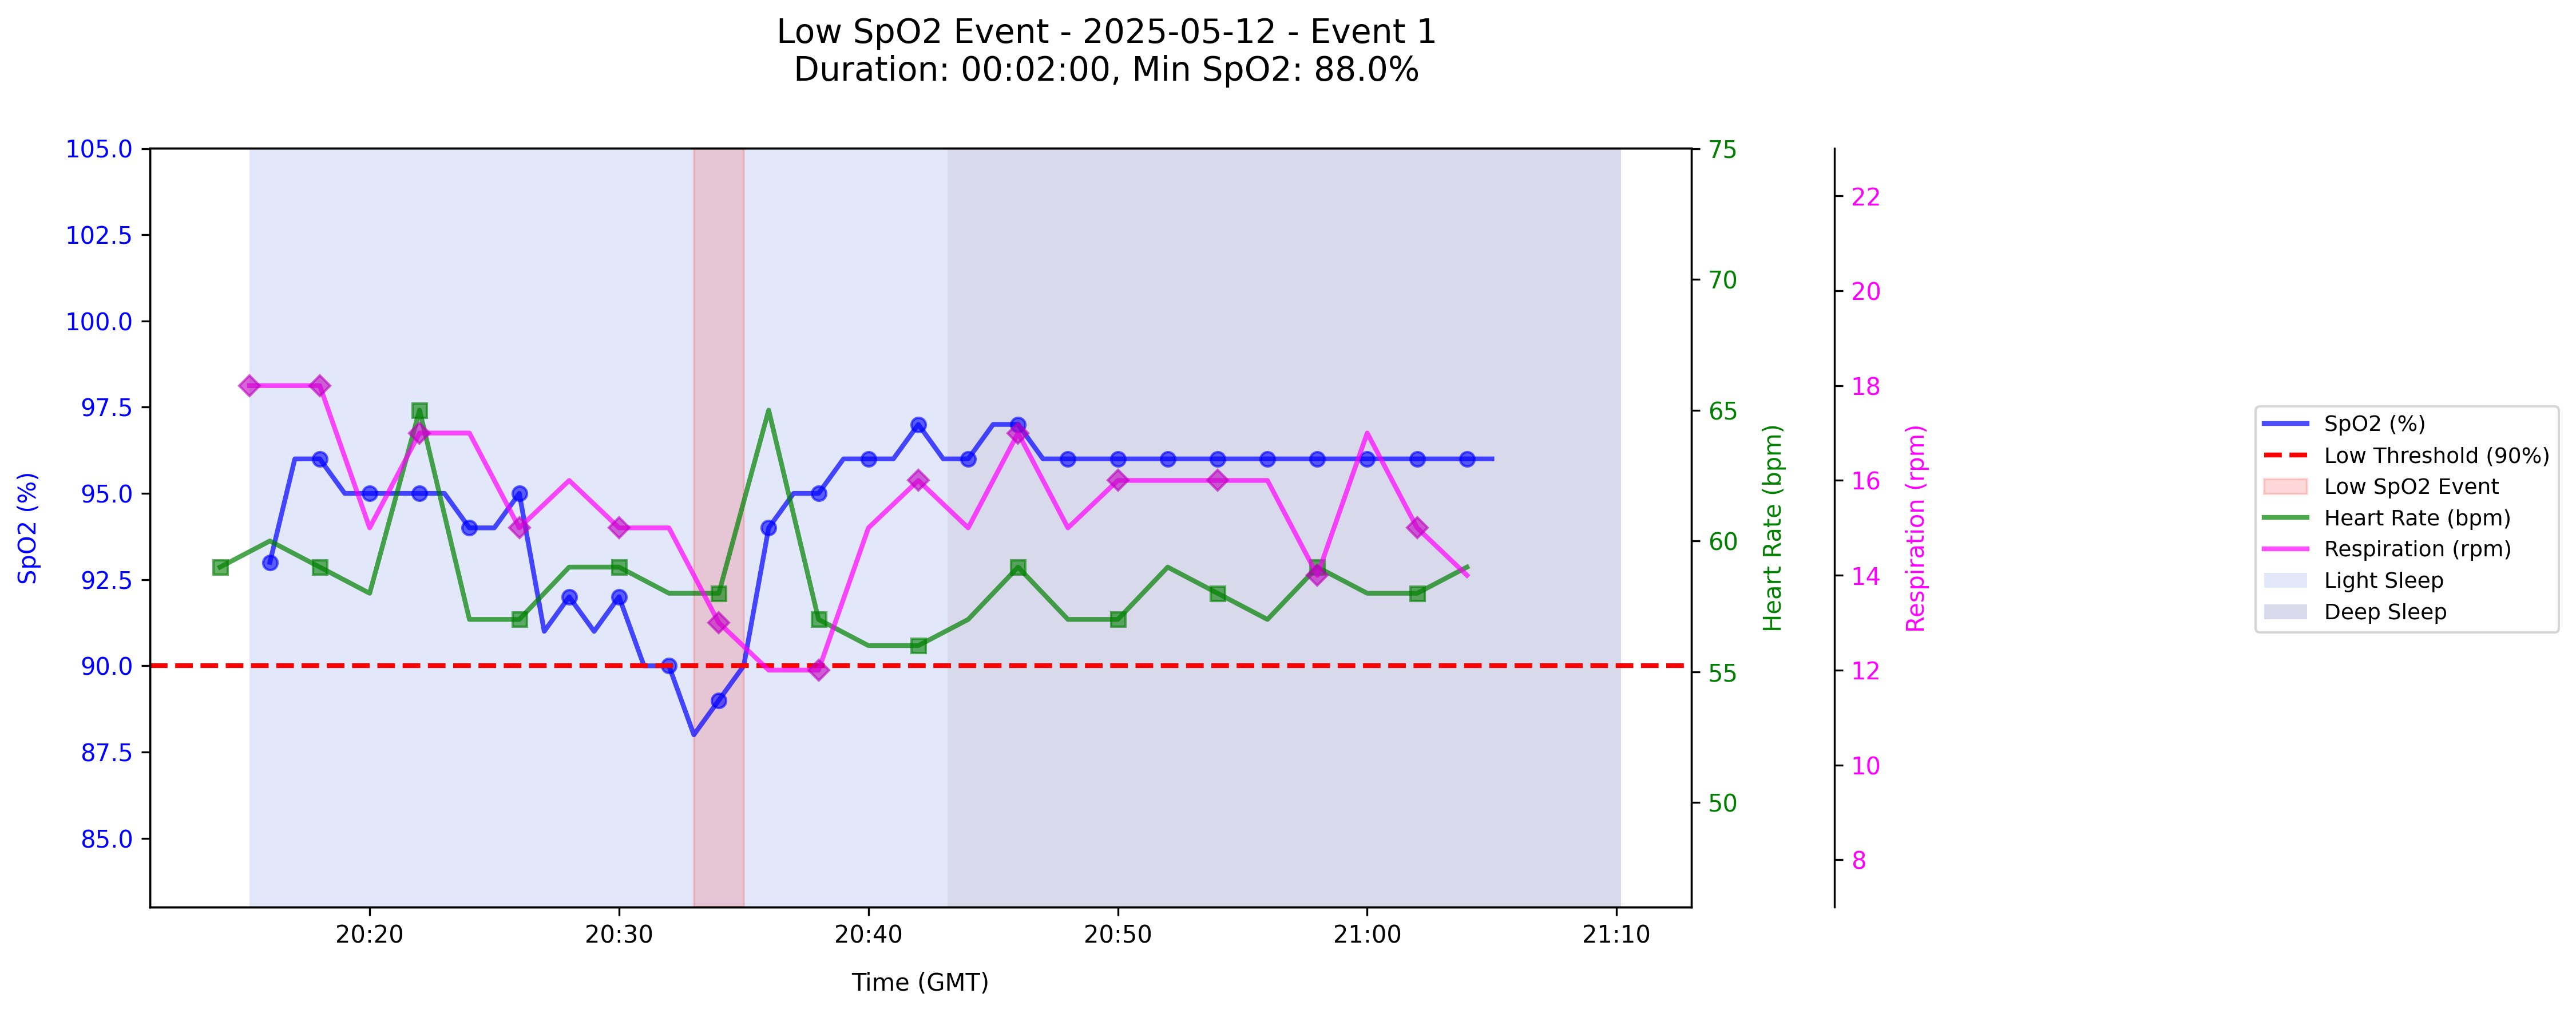 Low SpO2 Event - 2025-05-12 - Event 1
Duration: 00:02:00, Min SpO2: 88.0%
105.0
102.5
100.0
97.5
95.0
92.5
90.0
87.5
85.0
SpO2 (%)
20:20
20:30
20:40
20:50
21:00
21:10
Time (GMT)
75
70
65
60
55
50
Heart Rate (bpm)
22
20
18
16
14
12
10
8
Respiration (rpm)
SpO2 (%)
Low Threshold (90%)
Low SpO2 Event
Heart Rate (bpm)
Respiration (rpm)
Light Sleep
Deep Sleep